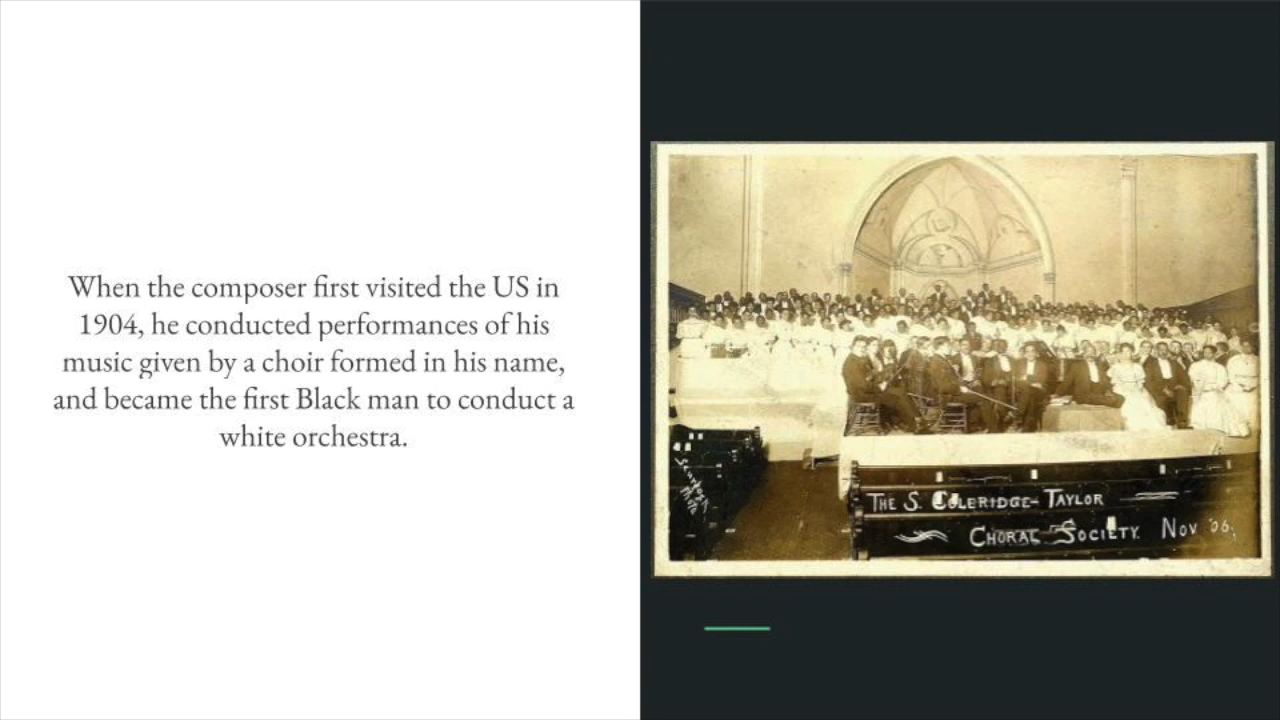 When the composer first visited the US in
1904, he conducted performances of his
music given by a choir formed in his name,
and became the first Black man to conduct a
white orchestra.
THE S. COLERIDGE-TAYLOR
CHORAL SOCIETY. NOV '06.